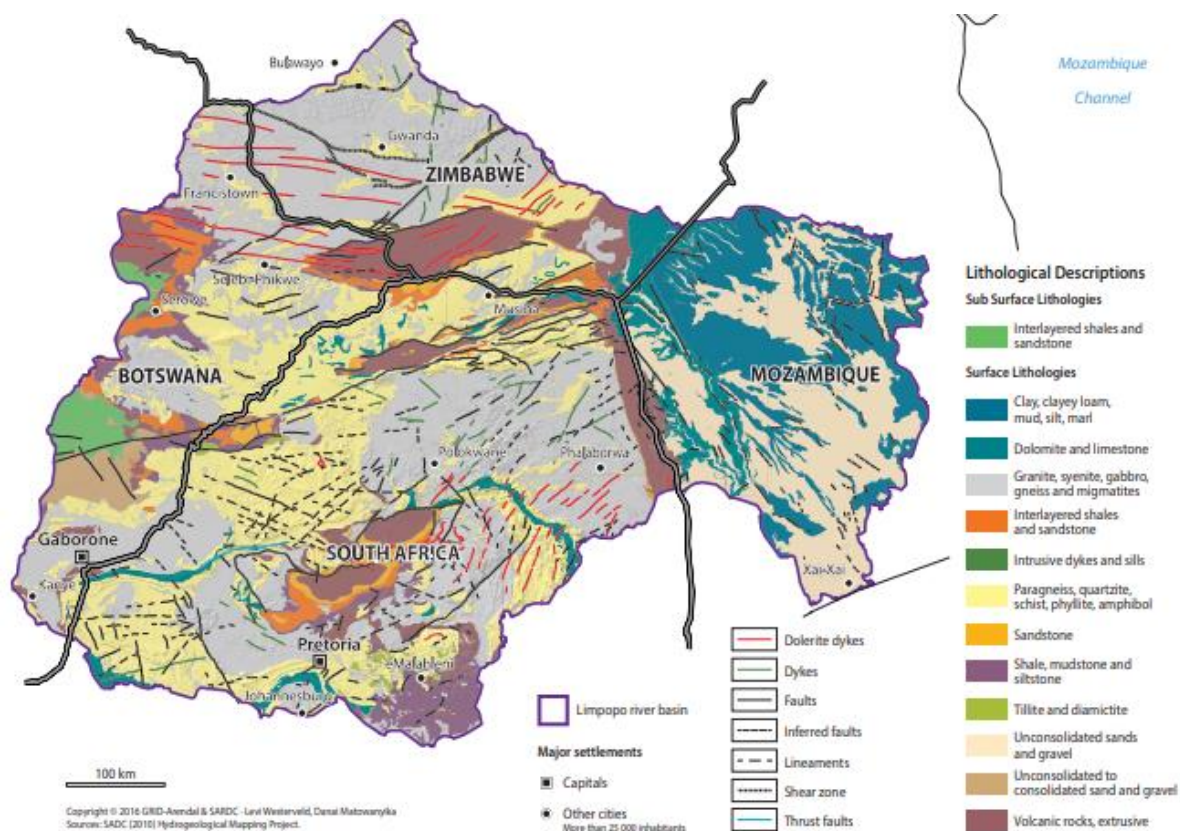 Mozambique
Channel
Bulawayo
Gwanda
ZIMBABWE
Francistown
Selebi-Phikwe
Serowe
Musina
BOTSWANA
MOZAMBIQUE
Polokwane
Phalaborwa
Gaborone
SOUTH AFRICA
Kanye
Xai-Xai
Pretoria
eMalahleni
Johannesburg
100 km
Copyright © 2016 GRID-Arendal & SARDC - Levi Westerveld, Danai Matowanyika
Sources: SADC (2010) Hydrogeological Mapping Project.
Limpopo river basin
Major settlements
Capitals
Other cities
More than 25 000 inhabitants
Dolerite dykes
Dykes
Faults
Inferred faults
Lineaments
Shear zone
Thrust faults
Lithological Descriptions
Sub Surface Lithologies
Interlayered shales and
sandstone
Surface Lithologies
Clay, clayey loam,
mud, silt, marl
Dolomite and limestone
Granite, syenite, gabbro,
gneiss and migmatites
Interlayered shales
and sandstone
Intrusive dykes and sills
Paragneiss, quartzite,
schist, phyllite, amphibol
Sandstone
Shale, mudstone and
siltstone
Tillite and diamictite
Unconsolidated sands
and gravel
Unconsolidated to
consolidated sand and gravel
Volcanic rocks, extrusive